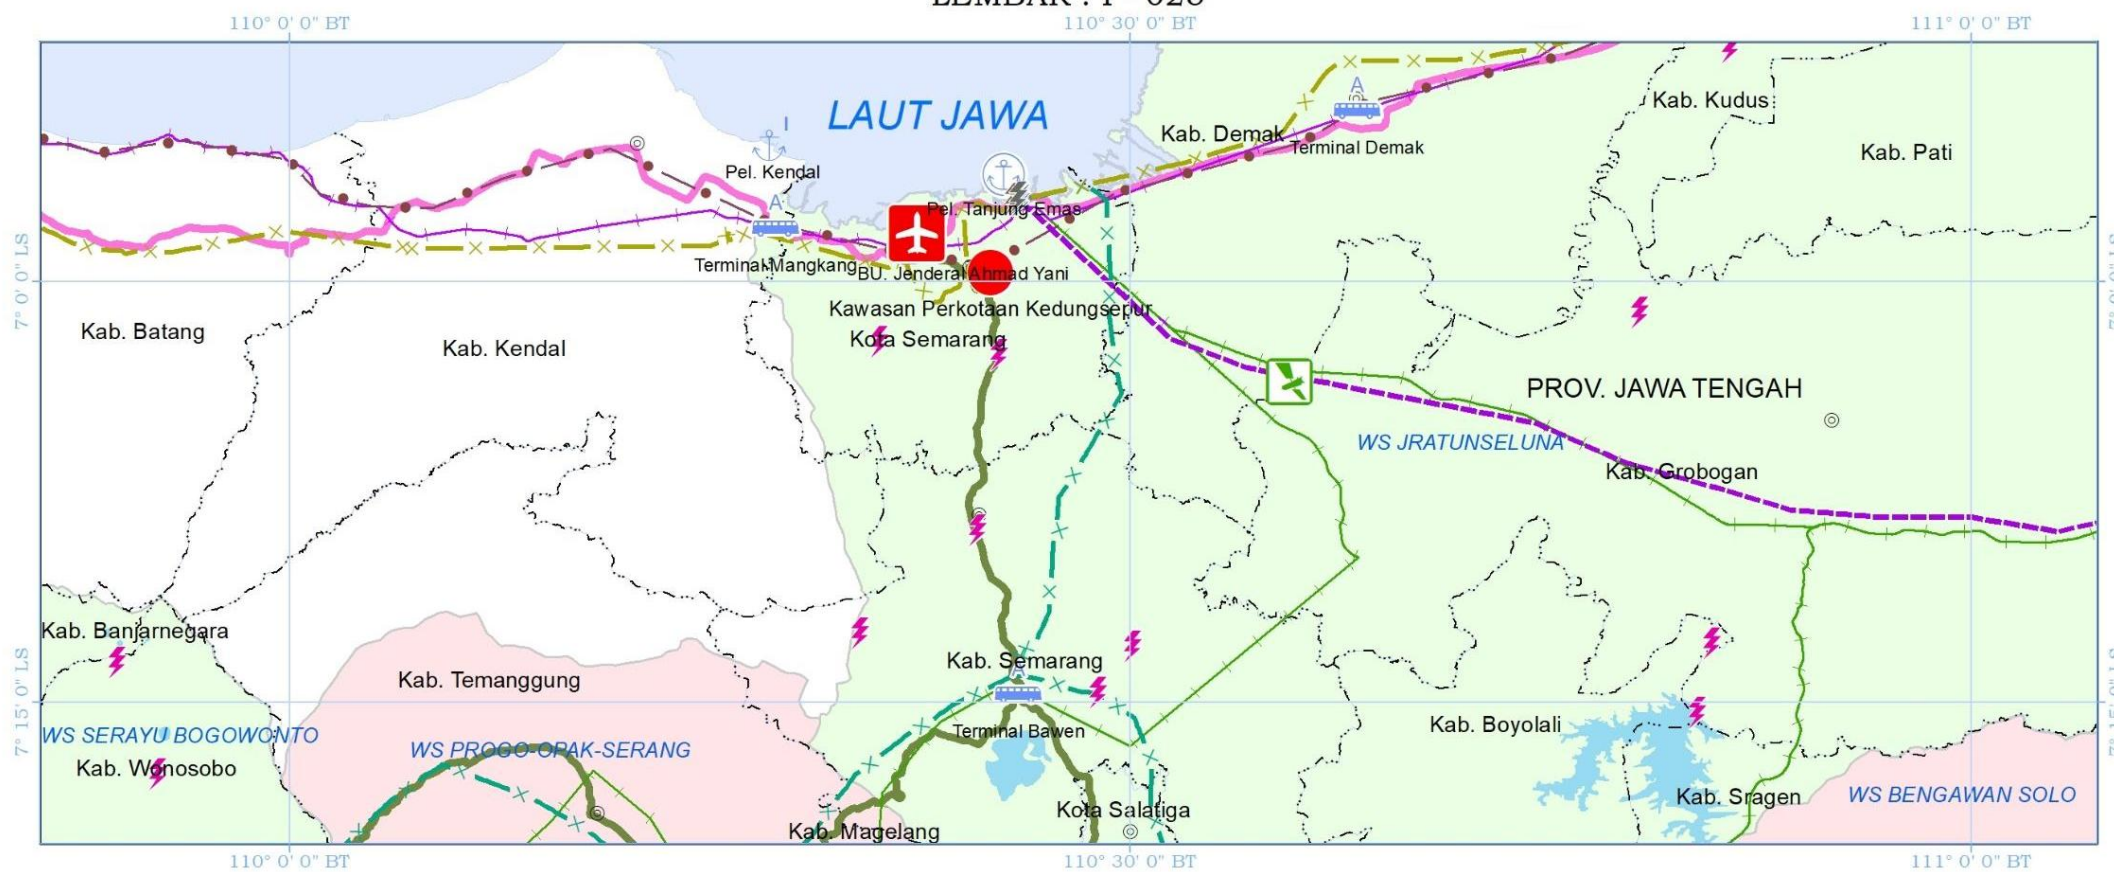 110° 0' 0" BT
110° 30' 0" BT
111° 0' 0" BT
LAUT JAWA
Kab. Kudus
Kab. Demak
A
Terminal Demak
Kab. Pati
I
Pel. Kendal
A
Pel. Tanjung Emas
Terminal Mangkang
BU. Jenderal Ahmad Yani
7° 0' 0" LS
Kawasan Perkotaan Kedungsepur
Kab. Batang
Kab. Kendal
Kota Semarang
PROV. JAWA TENGAH
WS JRATUNSELUNA
Kab. Grobogan
Kab. Banjarnegara
Kab. Semarang
A
Kab. Temanggung
7° 15' 0" LS
WS SERAYU BOGOWONTO
WS PROGO-OPAK-SERANG
Terminal Bawen
Kab. Boyolali
Kab. Wonosobo
Kab. Sragen
WS BENGAWAN SOLO
Kota Salatiga
Kab. Magelang
110° 0' 0" BT
110° 30' 0" BT
111° 0' 0" BT